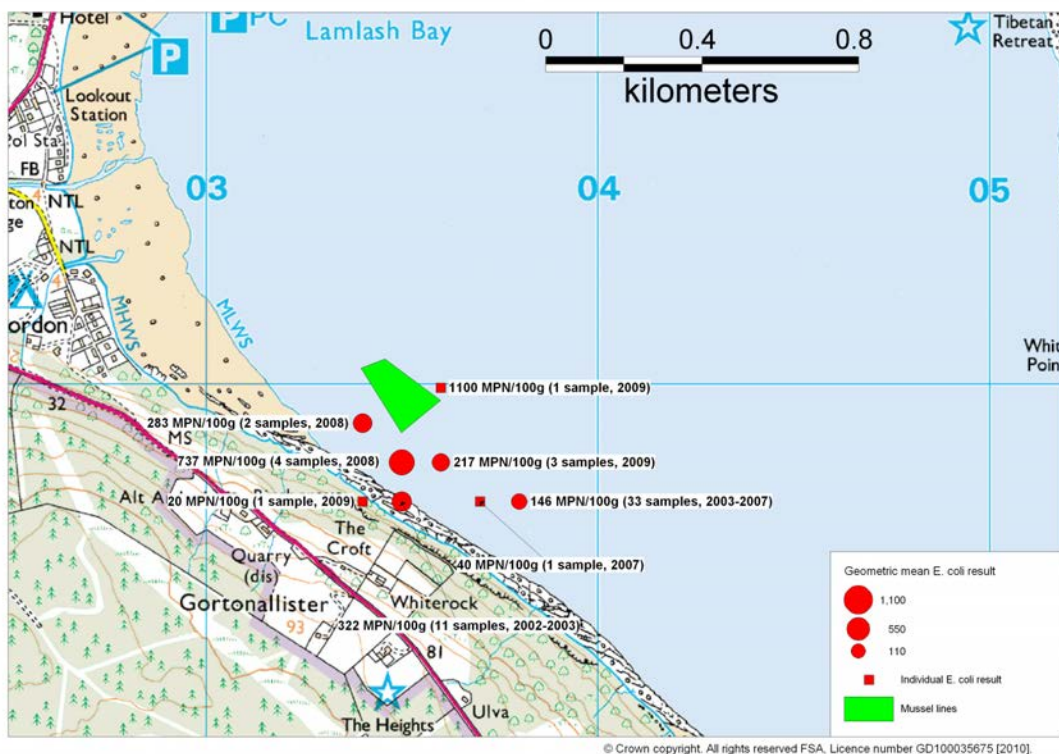 Hotel
P
P PC
Lamlash Bay
0 0.4 0.8
kilometers
Tibetan
Retreat
Lookout
Station
Pol Sta
FB
NTL
NTL
4
4
03
04
05
MHWS
MLWS
ordon
32
MS
Whit
Poin
1100 MPN/100g (1 sample, 2009)
283 MPN/100g (2 samples, 2008)
737 MPN/100g (4 samples, 2008)
217 MPN/100g (3 samples, 2009)
20 MPN/100g (1 sample, 2009)
146 MPN/100g (33 samples, 2003-2007)
40 MPN/100g (1 sample, 2007)
322 MPN/100g (11 samples, 2002-2003)
The
Croft
Quarry
(dis)
Whiterock
Gortonallister
93
81
The Heights
Ulva
Geometric mean E. coli result
1,100
550
110
Individual E. coli result
Mussel lines
© Crown copyright. All rights reserved FSA, Licence number GD100035675 [2010].